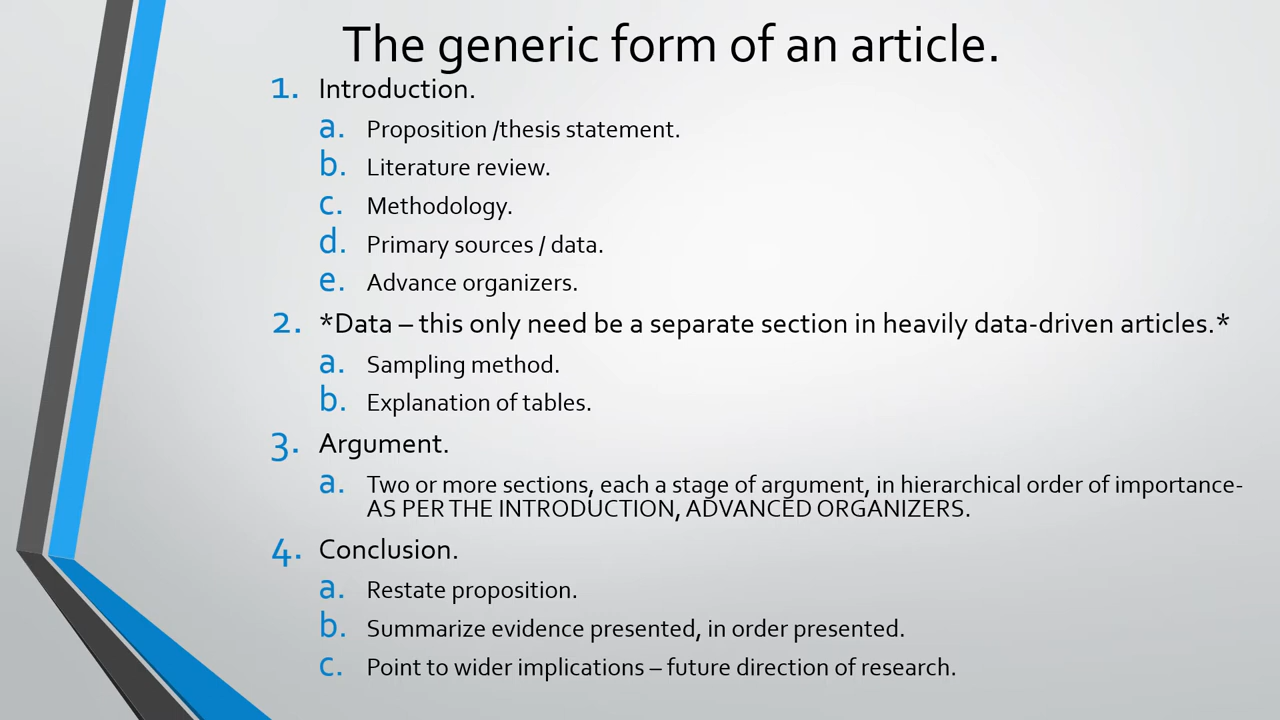 The generic form of an article.
1. Introduction.
a. Proposition /thesis statement.
b. Literature review.
c. Methodology.
d. Primary sources / data.
e. Advance organizers.
2. *Data – this only need be a separate section in heavily data-driven articles.*
a. Sampling method.
b. Explanation of tables.
3. Argument.
a. Two or more sections, each a stage of argument, in hierarchical order of importance-
AS PER THE INTRODUCTION, ADVANCED ORGANIZERS.
4. Conclusion.
a. Restate proposition.
b. Summarize evidence presented, in order presented.
c. Point to wider implications – future direction of research.